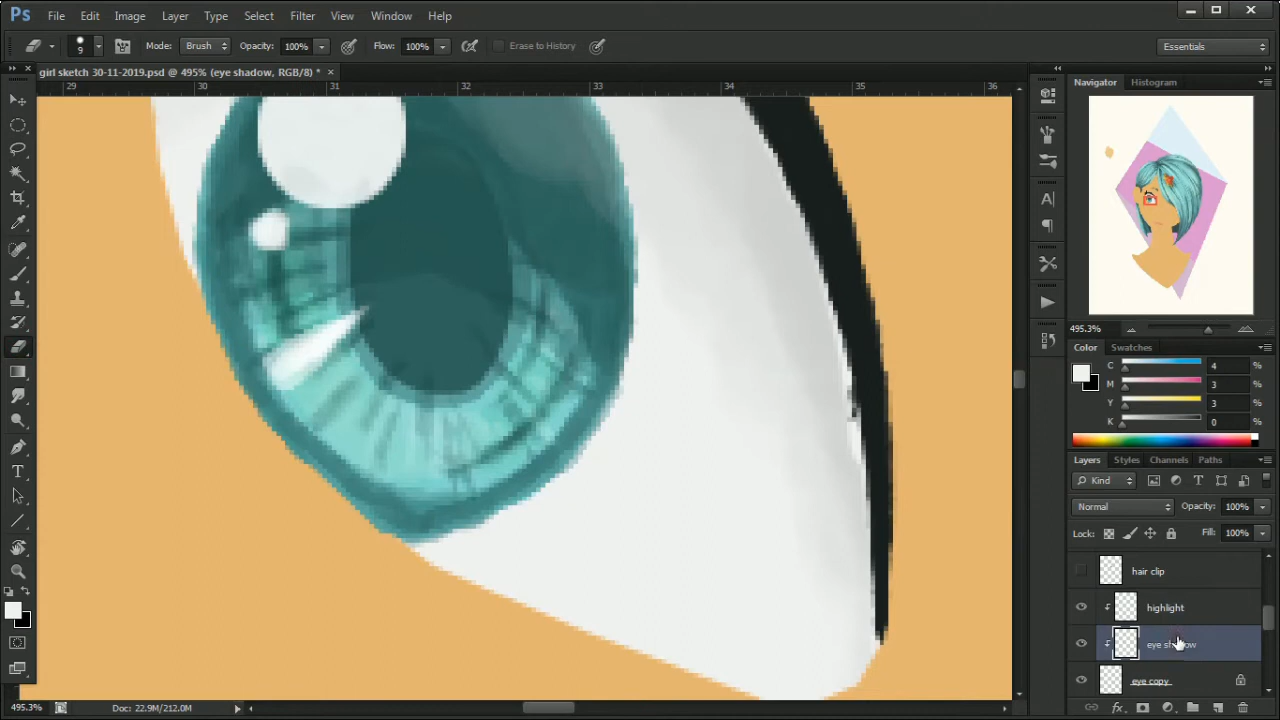 Ps File Edit Image Layer Type Select Filter View Window Help
9 Mode: Brush Opacity: 100% Flow: 100% Erase to History Essentials
girl sketch 30-11-2019.psd @ 495% (eye shadow, RGB/8) * ×
29 30 31 32 33 34 35 36
Navigator Histogram
495.3%
Color Swatches
C 4 %
M 3 %
Y 3 %
K 0 %
Layers Styles Channels Paths
Kind
Normal Opacity: 100%
Lock: Fill: 100%
hair clip
highlight
eye shadow
eye copy
495.3% Doc: 22.9M/212.0M